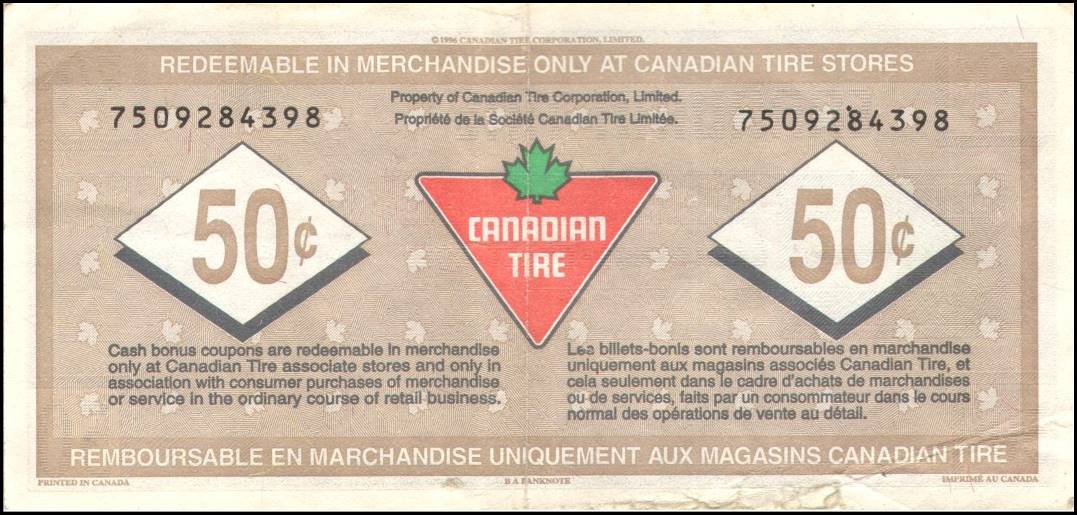 © 1996 CANADIAN TIRE CORPORATION, LIMITED.
REDEEMABLE IN MERCHANDISE ONLY AT CANADIAN TIRE STORES
Property of Canadian Tire Corporation, Limited.
Propriété de la Société Canadian Tire Limitée.
7509284398
7509284398
50¢
CANADIAN
TIRE
50¢
Cash bonus coupons are redeemable in merchandise
only at Canadian Tire associate stores and only in
association with consumer purchases of merchandise
or service in the ordinary course of retail business.
Les billets-bonis sont remboursables en marchandise
uniquement aux magasins associés Canadian Tire, et
cela seulement dans le cadre d'achats de marchandises
ou de services, faits par un consommateur dans le cours
normal des opérations de vente au détail.
REMBOURSABLE EN MARCHANDISE UNIQUEMENT AUX MAGASINS CANADIAN TIRE
PRINTED IN CANADA
B A BANKNOTE
IMPRIMÉ AU CANADA